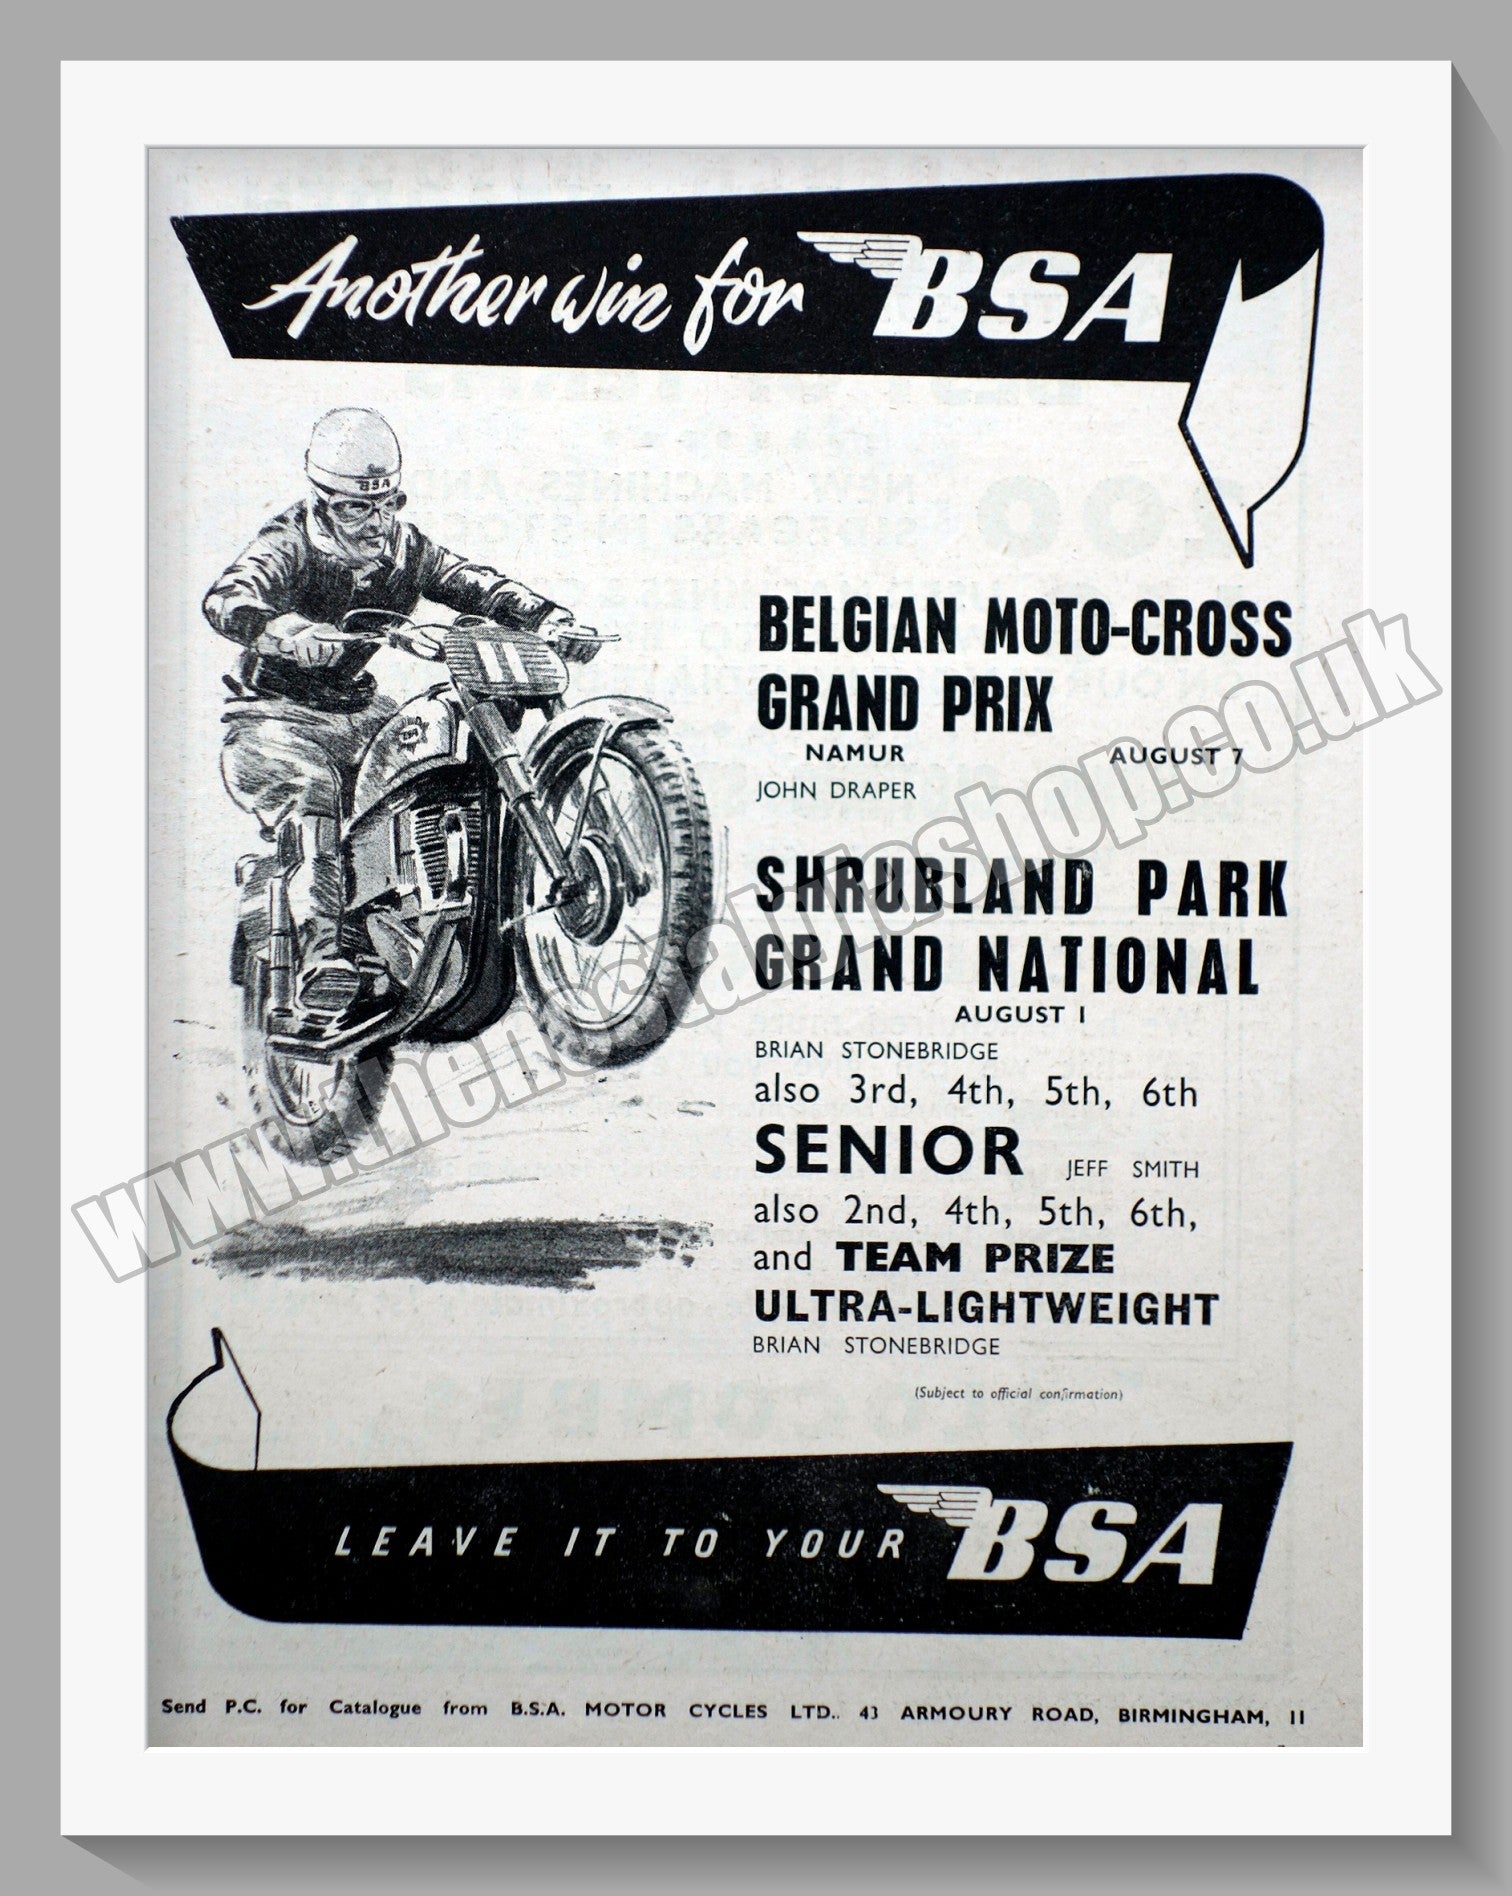 Another win for BSA
BSA
11
BSA
BELGIAN MOTO-CROSS
GRAND PRIX
NAMUR AUGUST 7
JOHN DRAPER
SHRUBLAND PARK
GRAND NATIONAL
AUGUST 1
BRIAN STONEBRIDGE
also 3rd, 4th, 5th, 6th
SENIOR JEFF SMITH
also 2nd, 4th, 5th, 6th,
and TEAM PRIZE
ULTRA-LIGHTWEIGHT
BRIAN STONEBRIDGE
(Subject to official confirmation)
LEAVE IT TO YOUR BSA
Send P.C. for Catalogue from B.S.A. MOTOR CYCLES LTD.. 43 ARMOURY ROAD, BIRMINGHAM, 11
www.thenostalgiashop.co.uk